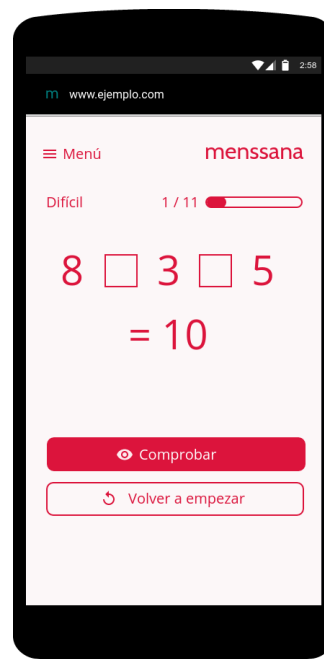 2:58
m www.ejemplo.com
Menú menssana
Difícil 1 / 11
8 □ 3 □ 5
= 10
Comprobar
Volver a empezar